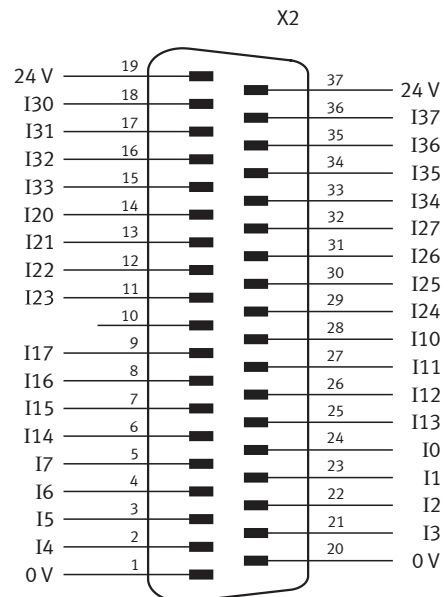 X2
24 V 19
37 24 V
I30 18
36 I37
I31 17
35 I36
I32 16
34 I35
I33 15
33 I34
I20 14
32 I27
I21 13
31 I26
I22 12
30 I25
I23 11
29 I24
10
28 I10
I17 9
27 I11
I16 8
26 I12
I15 7
25 I13
I14 6
24 I0
I7 5
23 I1
I6 4
22 I2
I5 3
21 I3
I4 2
20 0 V
0 V 1